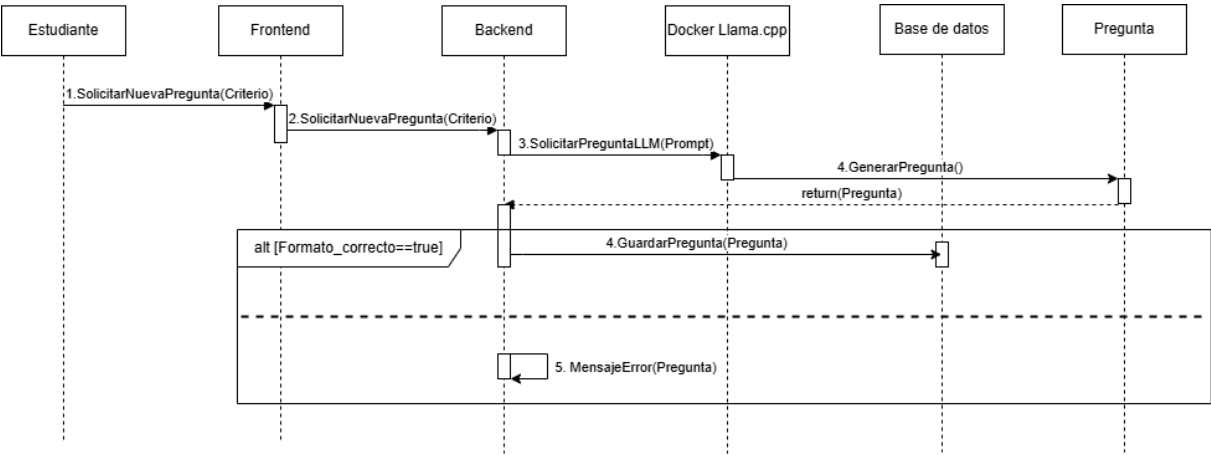 Estudiante
Frontend
Backend
Docker Llama.cpp
Base de datos
Pregunta
1.SolicitarNuevaPregunta(Criterio)
2.SolicitarNuevaPregunta(Criterio)
3.SolicitarPreguntaLLM(Prompt)
4.GenerarPregunta()
return(Pregunta)
alt [Formato_correcto==true]
4.GuardarPregunta(Pregunta)
5. MensajeError(Pregunta)